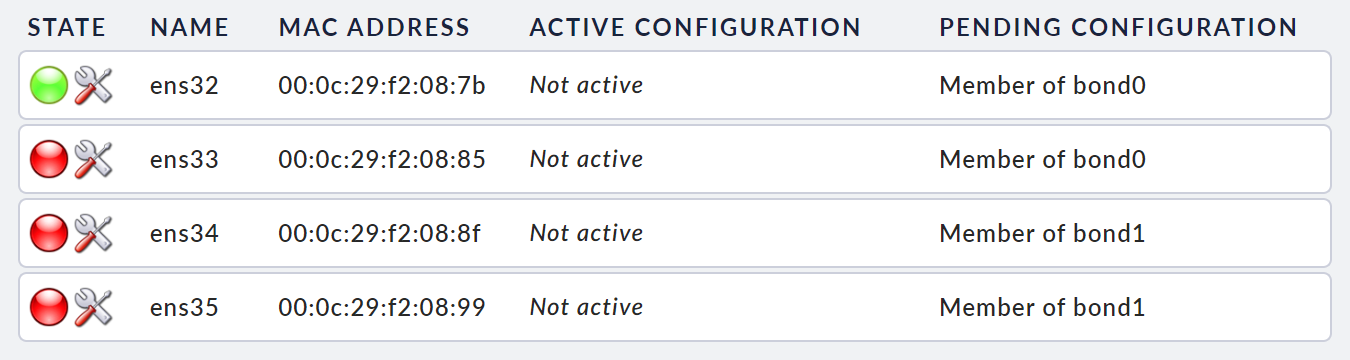 STATE NAME MAC ADDRESS ACTIVE CONFIGURATION PENDING CONFIGURATION
ens32 00:0c:29:f2:08:7b Not active Member of bond0
ens33 00:0c:29:f2:08:85 Not active Member of bond0
ens34 00:0c:29:f2:08:8f Not active Member of bond1
ens35 00:0c:29:f2:08:99 Not active Member of bond1